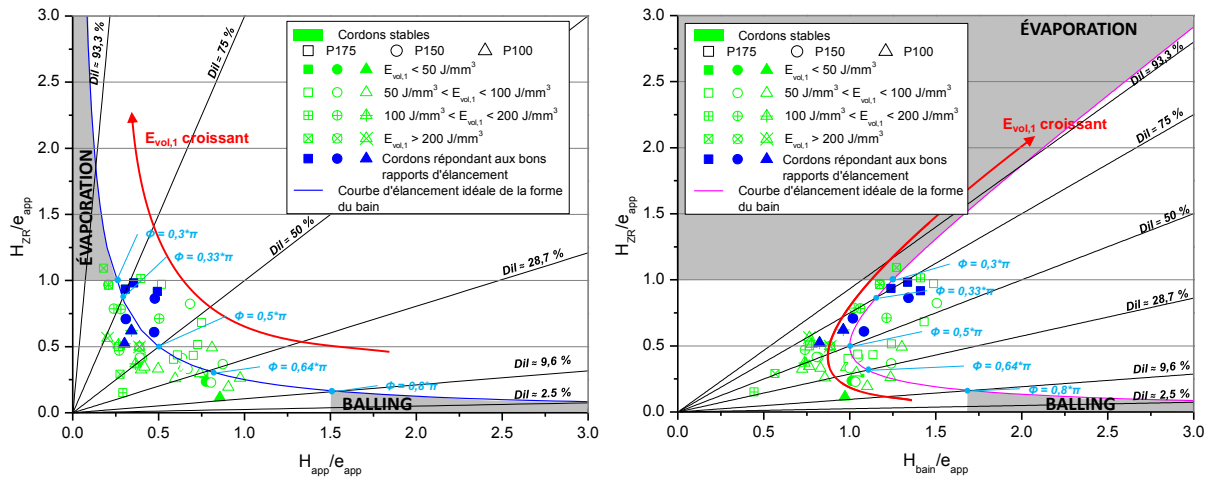 3.0
2.5
2.0
1.5
1.0
0.5
0.0
H_ZR/e_app
0.0 0.5 1.0 1.5 2.0 2.5 3.0
H_app/e_app
Dil ≈ 93,3 %
Dil ≈ 75 %
Dil ≈ 50 %
Dil ≈ 28,7 %
Dil ≈ 9,6 %
Dil ≈ 2.5 %
ÉVAPORATION
BALLING
E_vol,1 croissant
Φ = 0,3*π
Φ = 0,33*π
Φ = 0,5*π
Φ = 0,64*π
Φ = 0,8*π
Cordons stables
P175 P150 P100
E_vol,1 < 50 J/mm³
50 J/mm³ < E_vol,1 < 100 J/mm³
100 J/mm³ < E_vol,1 < 200 J/mm³
E_vol,1 > 200 J/mm³
Cordons répondant aux bons
rapports d'élancement
Courbe d'élancement idéale de la forme
du bain
3.0
2.5
2.0
1.5
1.0
0.5
0.0
H_ZR/e_app
0.0 0.5 1.0 1.5 2.0 2.5 3.0
H_bain/e_app
ÉVAPORATION
Dil ≈ 93,3 %
Dil ≈ 75 %
Dil ≈ 50 %
Dil ≈ 28,7 %
Dil ≈ 9,6 %
Dil ≈ 2,5 %
BALLING
E_vol,1 croissant
Φ = 0,3*π
Φ = 0,33*π
Φ = 0,5*π
Φ = 0,64*π
Φ = 0,8*π
Cordons stables
P175 P150 P100
E_vol,1 < 50 J/mm³
50 J/mm³ < E_vol,1 < 100 J/mm³
100 J/mm³ < E_vol,1 < 200 J/mm³
E_vol,1 > 200 J/mm³
Cordons répondant aux bons
rapports d'élancement
Courbe d'élancement idéale de la forme
du bain